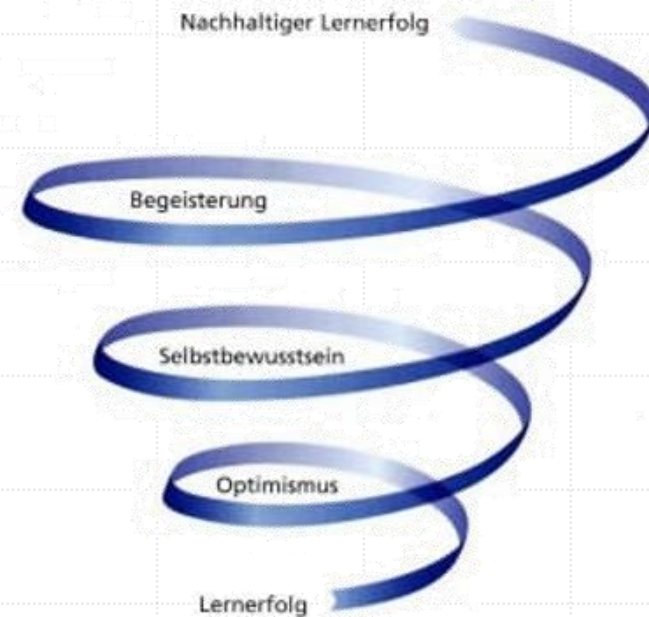 Nachhaltiger Lernerfolg
Begeisterung
Selbstbewusstsein
Optimismus
Lernerfolg